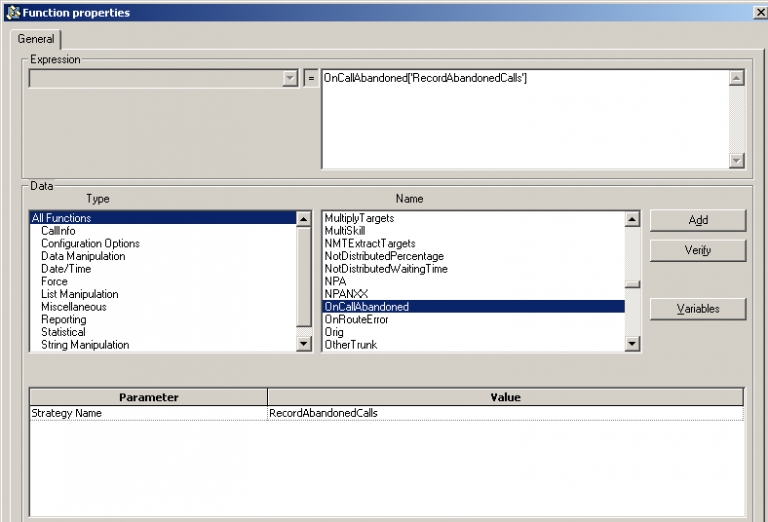 Function properties
General
Expression
= OnCallAbandoned['RecordAbandonedCalls']
Data
Type Name
All Functions
CallInfo
Configuration Options
Data Manipulation
Date/Time
Force
List Manipulation
Miscellaneous
Reporting
Statistical
String Manipulation
MultiplyTargets
MultiSkill
NMTExtractTargets
NotDistributedPercentage
NotDistributedWaitingTime
NPA
NPANXX
OnCallAbandoned
OnRouteError
Orig
OtherTrunk
Add
Verify
Variables
Parameter Value
Strategy Name RecordAbandonedCalls